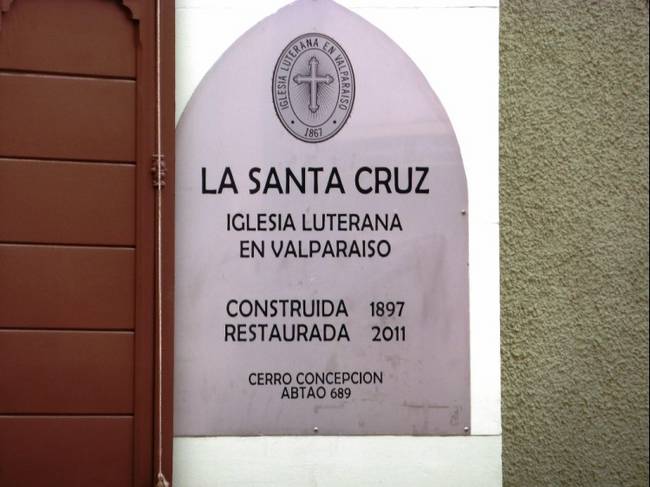 IGLESIA LUTERANA EN VALPARAISO
1867
LA SANTA CRUZ
IGLESIA LUTERANA
EN VALPARAISO
CONSTRUIDA 1897
RESTAURADA 2011
CERRO CONCEPCION
ABTAO 689